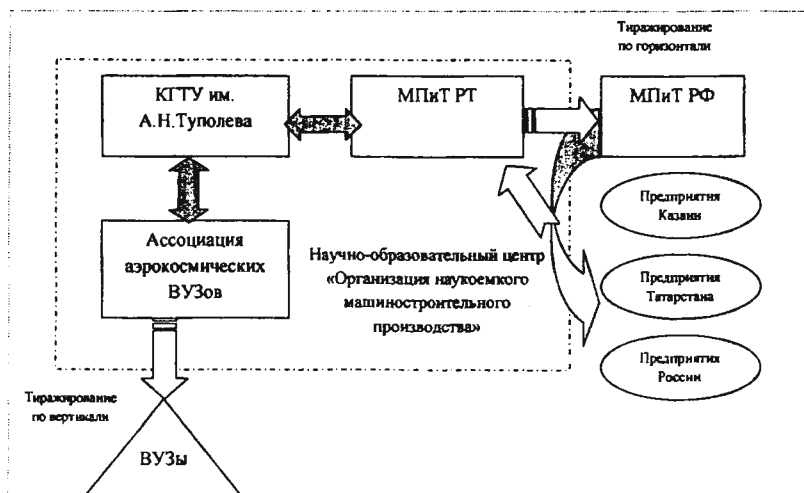 Тиражирование
по горизонтали
КГТУ им.
А.Н.Туполева
МПиТ РТ
МПиТ РФ
Предприятия
Казани
Ассоциация
аэрокосмических
ВУЗов
Научно-образовательный центр
«Организация наукоемкого
машиностроительного
производства»
Предприятия
Татарстана
Предприятия
России
Тиражирование
по вертикали
ВУЗы